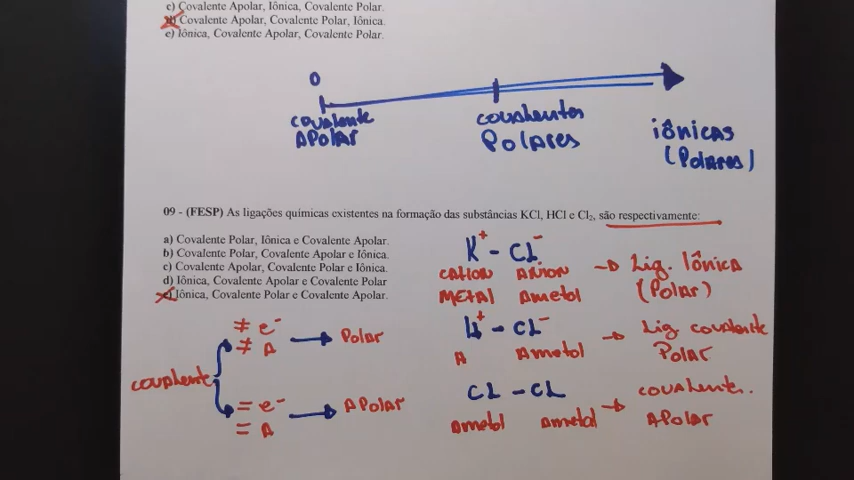 c) Covalente Apolar, Iônica, Covalente Polar.
d) Covalente Apolar, Covalente Polar, Iônica.
e) Iônica, Covalente Apolar, Covalente Polar.
0
covalente
Apolar
covalentes
Polares
iônicas
(Polares)
09 - (FESP) As ligações químicas existentes na formação das substâncias KCl, HCl e Cl₂, são respectivamente:
a) Covalente Polar, Iônica e Covalente Apolar.
b) Covalente Polar, Covalente Apolar e Iônica.
c) Covalente Apolar, Covalente Polar e Iônica.
d) Iônica, Covalente Apolar e Covalente Polar
e) Iônica, Covalente Polar e Covalente Apolar.
K⁺ - Cl⁻
cátion ânion → Lig. Iônica
Metal Ametal (Polar)
H⁺ - Cl⁻ → Lig covalente
A Ametal Polar
Cl - Cl
Ametal Ametal → covalente.
Apolar
covalente
≠ e⁻
≠ A → Polar
= e⁻
= A → Apolar